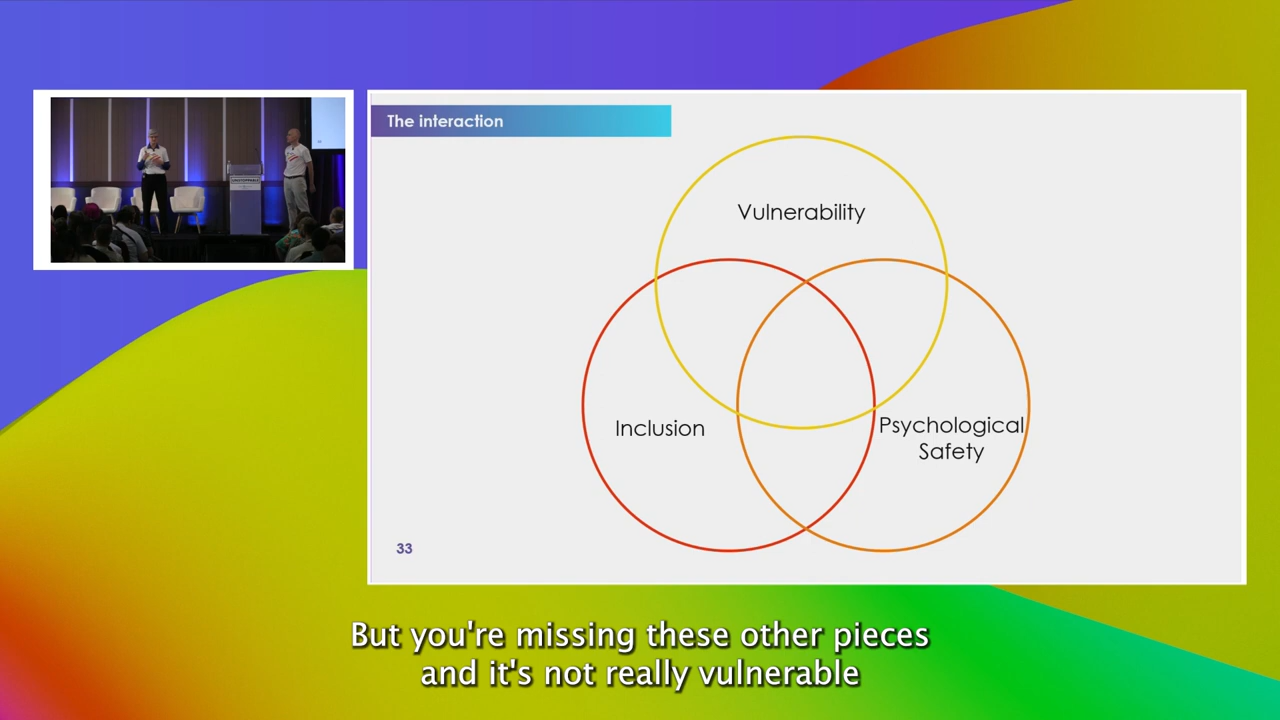 The interaction
Vulnerability
Inclusion
Psychological
Safety
33
But you're missing these other pieces
and it's not really vulnerable